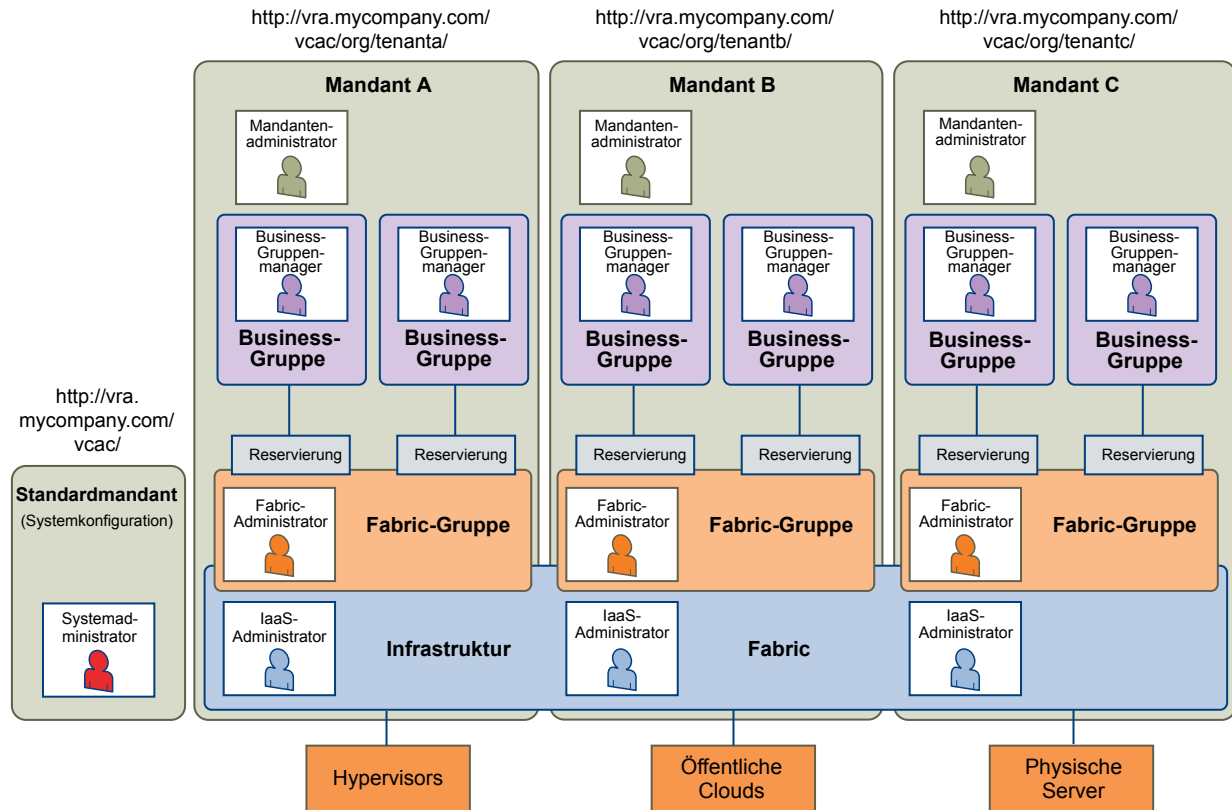 http://vra.mycompany.com/
vcac/org/tenanta/
http://vra.mycompany.com/
vcac/org/tenantb/
http://vra.mycompany.com/
vcac/org/tenantc/
Mandant A
Mandant B
Mandant C
Mandanten-
administrator
Mandanten-
administrator
Mandanten-
administrator
Business-
Gruppenmanager
Business-
Gruppen-
manager
Business-
Gruppen-
manager
Business-
Gruppen-
manager
Business-
Gruppen-
manager
Business-
Gruppen-
manager
Business-
Gruppe
Business-
Gruppe
Business-
Gruppe
Business-
Gruppe
Business-
Gruppe
Business-
Gruppe
http://vra.
mycompany.com/
vcac/
Reservierung
Reservierung
Reservierung
Reservierung
Reservierung
Reservierung
Standardmandant
(Systemkonfiguration)
Fabric-
Administrator
Fabric-Gruppe
Fabric-
Administrator
Fabric-Gruppe
Fabric-
Administrator
Fabric-Gruppe
Systemad-
ministrator
IaaS-
Administrator
Infrastruktur
IaaS-
Administrator
Fabric
IaaS-
Administrator
Hypervisors
Öffentliche
Clouds
Physische
Server